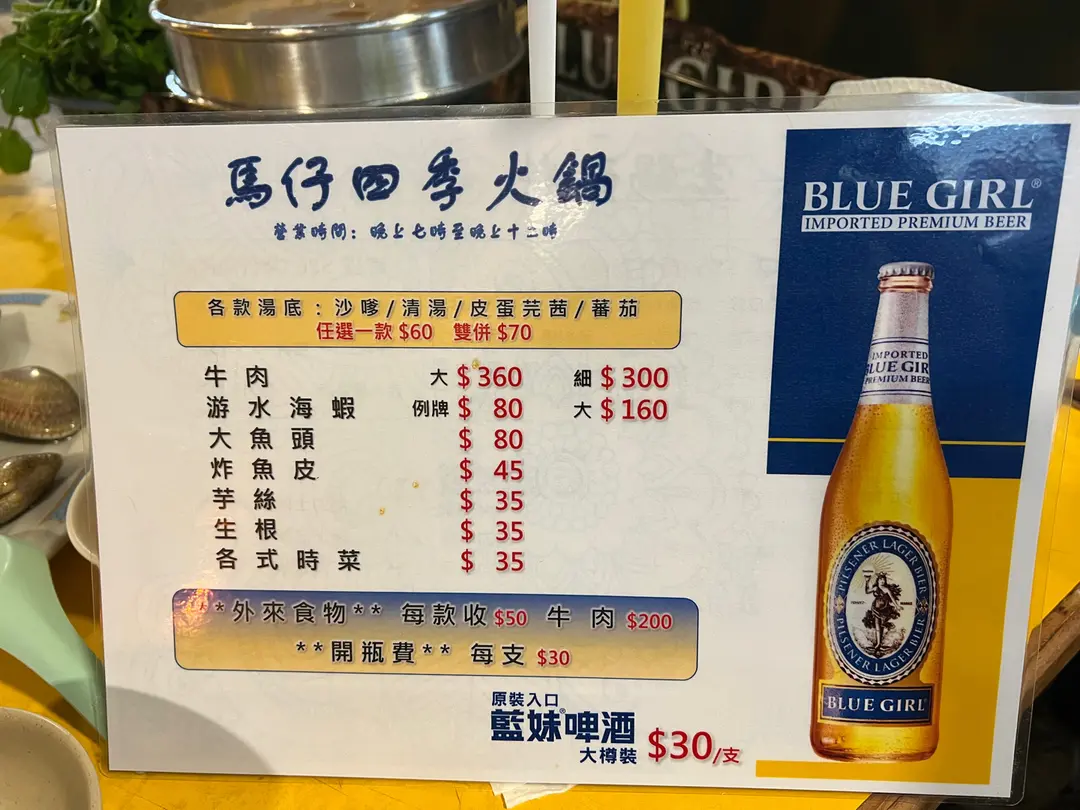 BLUE GIRL
馬仔四季火鍋
營業時間：晚上七時至晚上十二時
各款湯底：沙嗲/清湯/皮蛋芫茜/蕃茄
任選一款 $60 雙併 $70
牛肉 大 $360 細 $300
游水海蝦 例牌 $ 80 大 $160
大魚頭 $ 80
炸魚皮 $ 45
芋絲 $ 35
生根 $ 35
各式時菜 $ 35
**外來食物** 每款收 $50 牛肉 $200
**開瓶費** 每支 $30
原裝入口
藍妹®啤酒
大樽裝 $30/支
BLUE GIRL®
IMPORTED PREMIUM BEER
IMPORTED
BLUE GIRL
PREMIUM BEER
PILSENER LAGER BIER
PILSENER LAGER BIER
BLUE GIRL